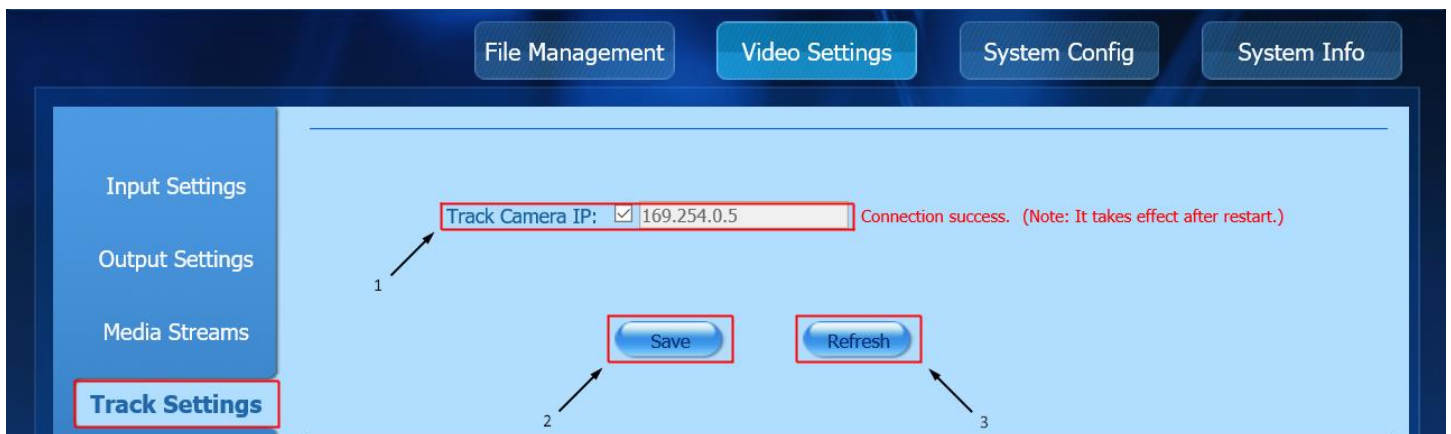 File Management Video Settings System Config System Info
Input Settings
Track Camera IP: 169.254.0.5 Connection success. (Note: It takes effect after restart.)
Output Settings
1
Media Streams
Save Refresh
Track Settings
2 3